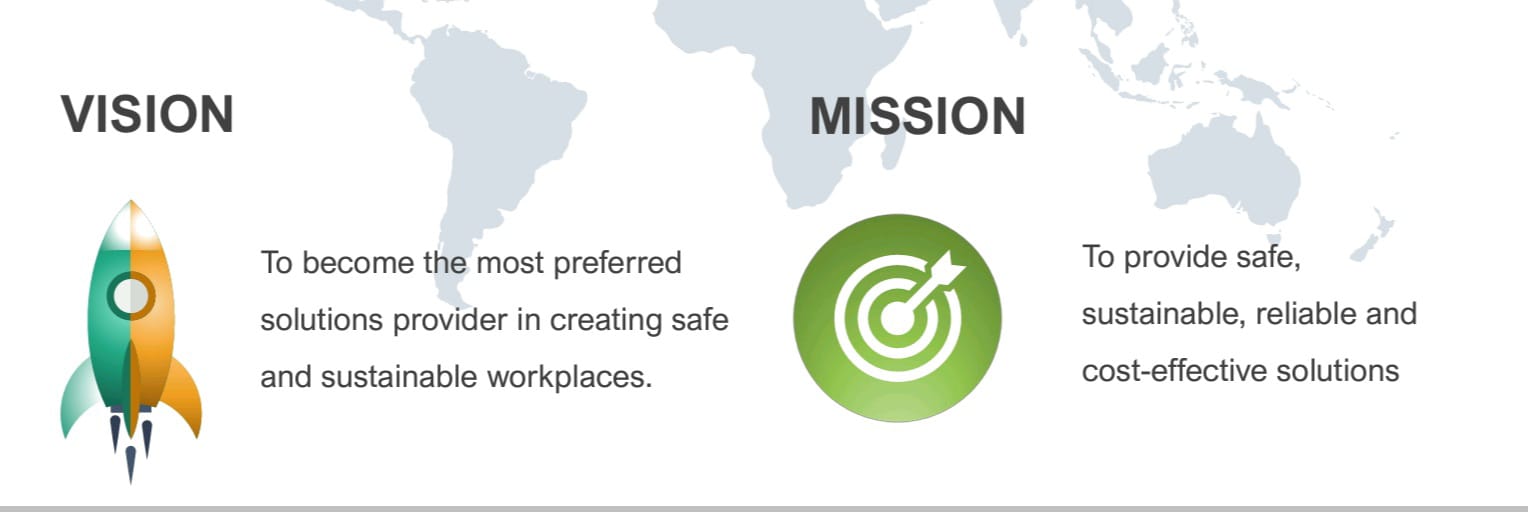 VISION
To become the most preferred
solutions provider in creating safe
and sustainable workplaces.
MISSION
To provide safe,
sustainable, reliable and
cost-effective solutions